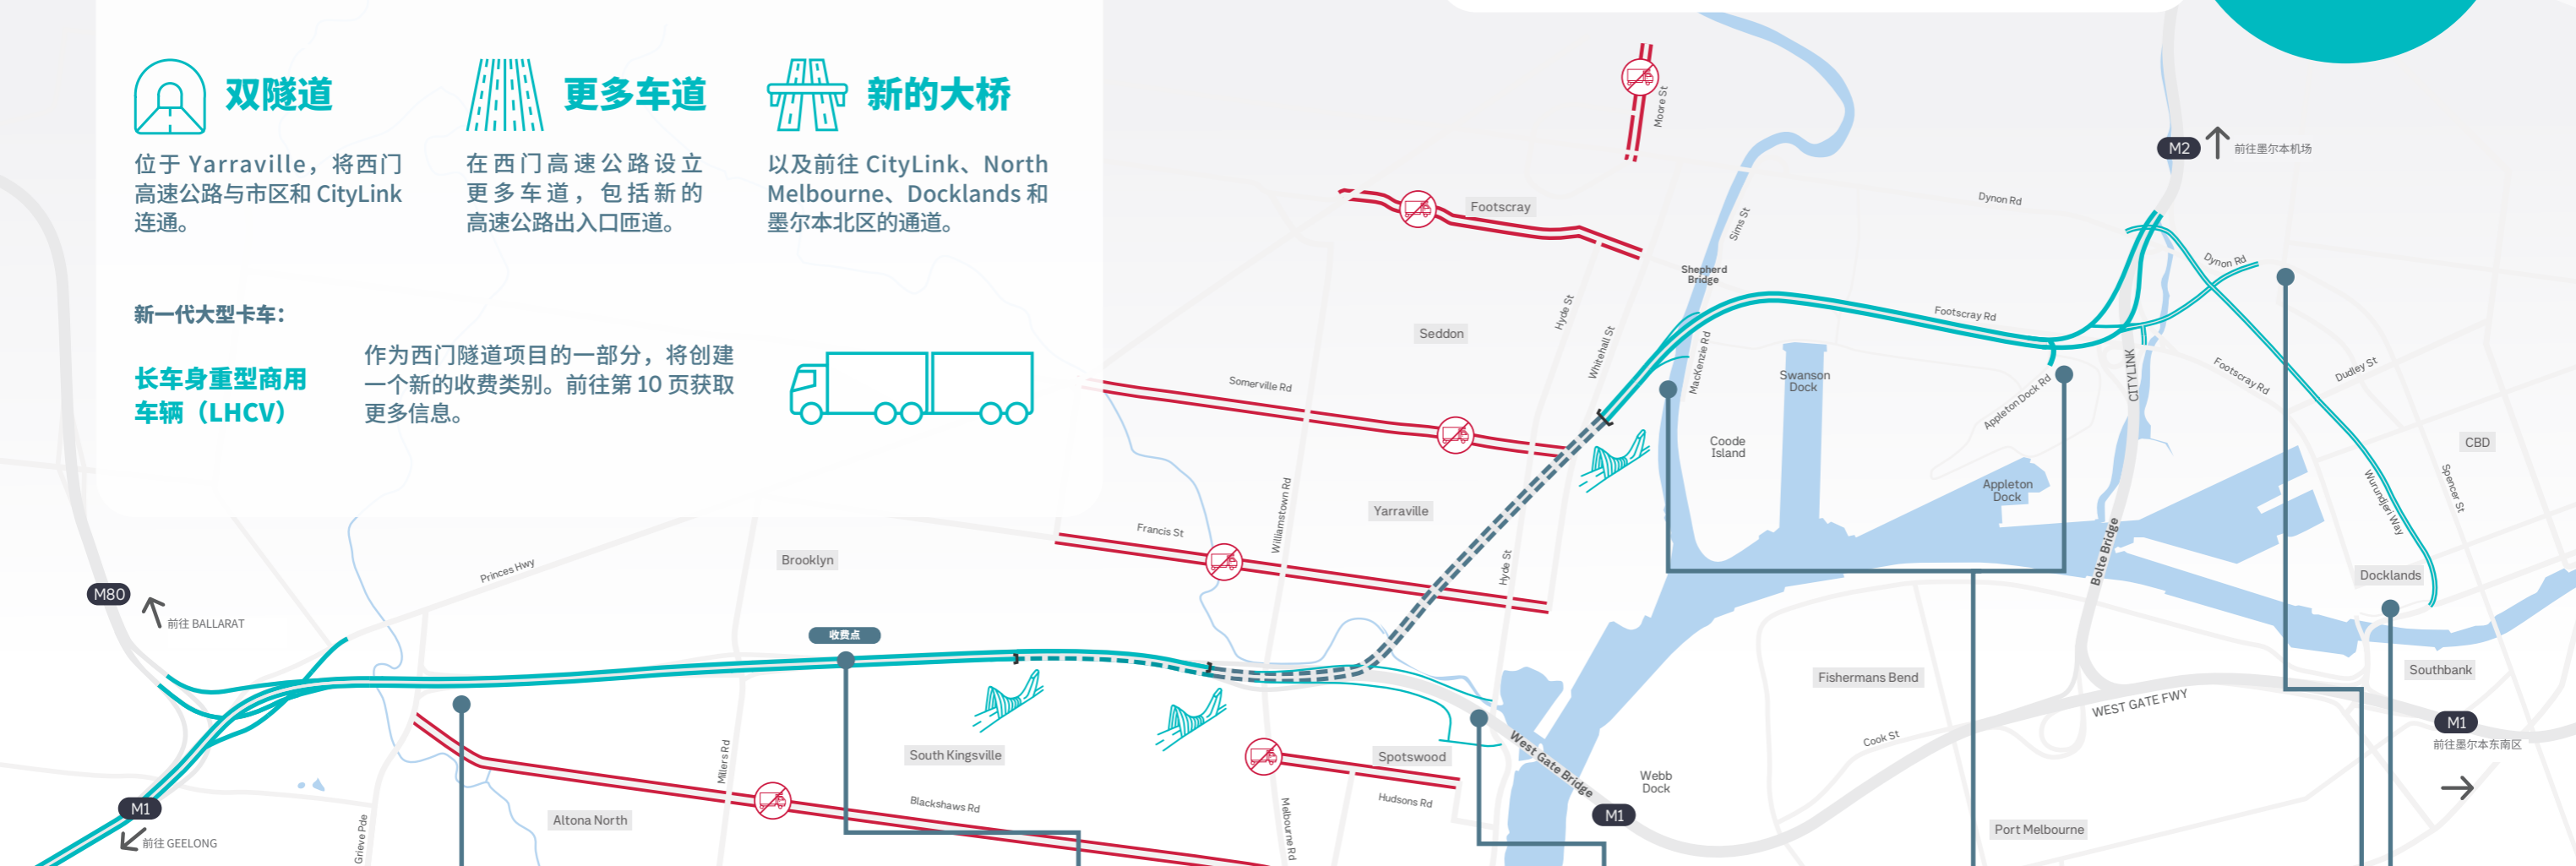 双隧道
位于 Yarraville，将西门
高速公路与市区和 CityLink
连通。
更多车道
在西门高速公路设立
更多车道，包括新的
高速公路出入口匝道。
新的大桥
以及前往 CityLink、North
Melbourne、Docklands 和
墨尔本北区的通道。
新一代大型卡车：
长车身重型商用
车辆（LHCV）
作为西门隧道项目的一部分，将创建
一个新的收费类别。前往第 10 页获取
更多信息。
Moore St
M2
前往墨尔本机场
Footscray
Dynon Rd
Sims St
Shepherd
Bridge
Dynon Rd
Hyde St
Seddon
Whitehall St
MacKenzie Rd
Footscray Rd
CITYLINK
Footscray Rd
Dudley St
Somerville Rd
Swanson
Dock
Appleton Dock Rd
Coode
Island
CBD
Appleton
Dock
Spencer St
Wurundjeri Way
Yarraville
Williamstown Rd
Francis St
Brooklyn
Princes Hwy
Hyde St
Bolte Bridge
Docklands
M80
前往 BALLARAT
收费点
Fishermans Bend
Southbank
WEST GATE FWY
M1
前往墨尔本东南区
Cook St
West Gate Bridge
South Kingsville
Spotswood
Millers Rd
Webb
Dock
Hudsons Rd
Blackshaws Rd
M1
M1
Altona North
Melbourne Rd
Port Melbourne
Grieve Pde
前往 GEELONG